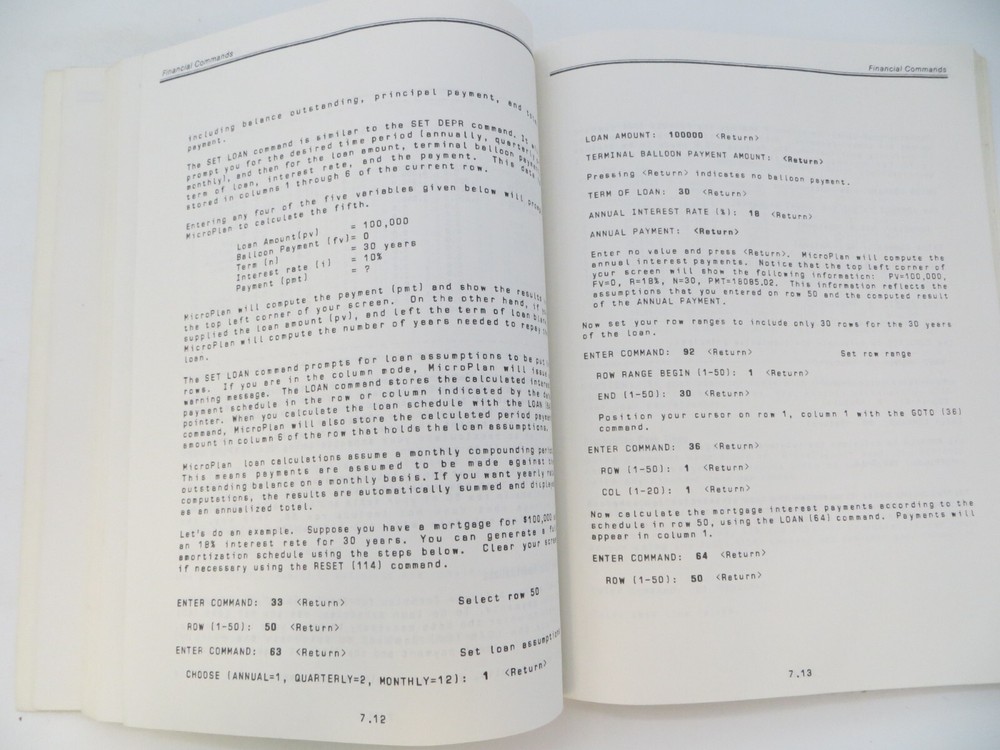 Financial Commands
including balance outstanding, principal payment, and
payment.
The SET LOAN command is similar to the SET DEPR command. It
prompt you for the desired time period (annually,
monthly), and then for the loan amount, terminal balloon
term of loan, interest rate, and the payment. This data
stored in columns 1 through 6 of the current row.
Entering any four of the five variables given below will
MicroPlan to calculate the fifth.
Loan Amount(pv) = 100,000
Balloon Payment (fv)= 0
Term (n) = 30 years
Interest rate (i) = 10%
Payment (pmt) = ?
MicroPlan will compute the payment (pmt) and show the results
the top left corner of your screen. On the other hand, if
supplied the loan amount (pv), and left the term of loan
MicroPlan will compute the number of years needed to repay
loan.
The SET LOAN command prompts for loan assumptions to be put
rows. If you are in the column mode, MicroPlan will issue
warning message. The LOAN command stores the calculated
payment schedule in the row or column indicated by the
pointer. When you calculate the loan schedule with the LOAN
command, MicroPlan will also store the calculated period
amount in column 6 of the row that holds the loan assumptions.
MicroPlan loan calculations assume a monthly compounding
This means payments are assumed to be made against
outstanding balance on a monthly basis. If you want yearly
computations, the results are automatically summed and
as an annualized total.
Let's do an example. Suppose you have a mortgage for $100,000
an 18% interest rate for 30 years. You can generate a
amortization schedule using the steps below. Clear your
if necessary using the RESET (114) command.
ENTER COMMAND: 33 <Return> Select row 50
ROW (1-50): 50 <Return>
ENTER COMMAND: 63 <Return> Set loan assumptions
CHOOSE (ANNUAL=1, QUARTERLY=2, MONTHLY=12): 1 <Return>
7.12
Financial Commands
LOAN AMOUNT: 100000 <Return>
TERMINAL BALLOON PAYMENT AMOUNT: <Return>
Pressing <Return> indicates no balloon payment.
TERM OF LOAN: 30 <Return>
ANNUAL INTEREST RATE (%): 18 <Return>
ANNUAL PAYMENT: <Return>
Enter no value and press <Return>. MicroPlan will compute the
annual interest payments. Notice that the top left corner of
your screen will show the following information: PV=100,000,
FV=0, R=18%, N=30, PMT=18085.02. This information reflects the
assumptions that you entered on row 50 and the computed result
of the ANNUAL PAYMENT.
Now set your row ranges to include only 30 rows for the 30 years
of the loan.
ENTER COMMAND: 92 <Return> Set row range
ROW RANGE BEGIN (1-50): 1 <Return>
END (1-50): 30 <Return>
Position your cursor on row 1, column 1 with the GOTO (36)
command.
ENTER COMMAND: 36 <Return>
ROW (1-50): 1 <Return>
COL (1-20): 1 <Return>
Now calculate the mortgage interest payments according to the
schedule in row 50, using the LOAN (64) command. Payments will
appear in column 1.
ENTER COMMAND: 64 <Return>
ROW (1-50): 50 <Return>
7.13